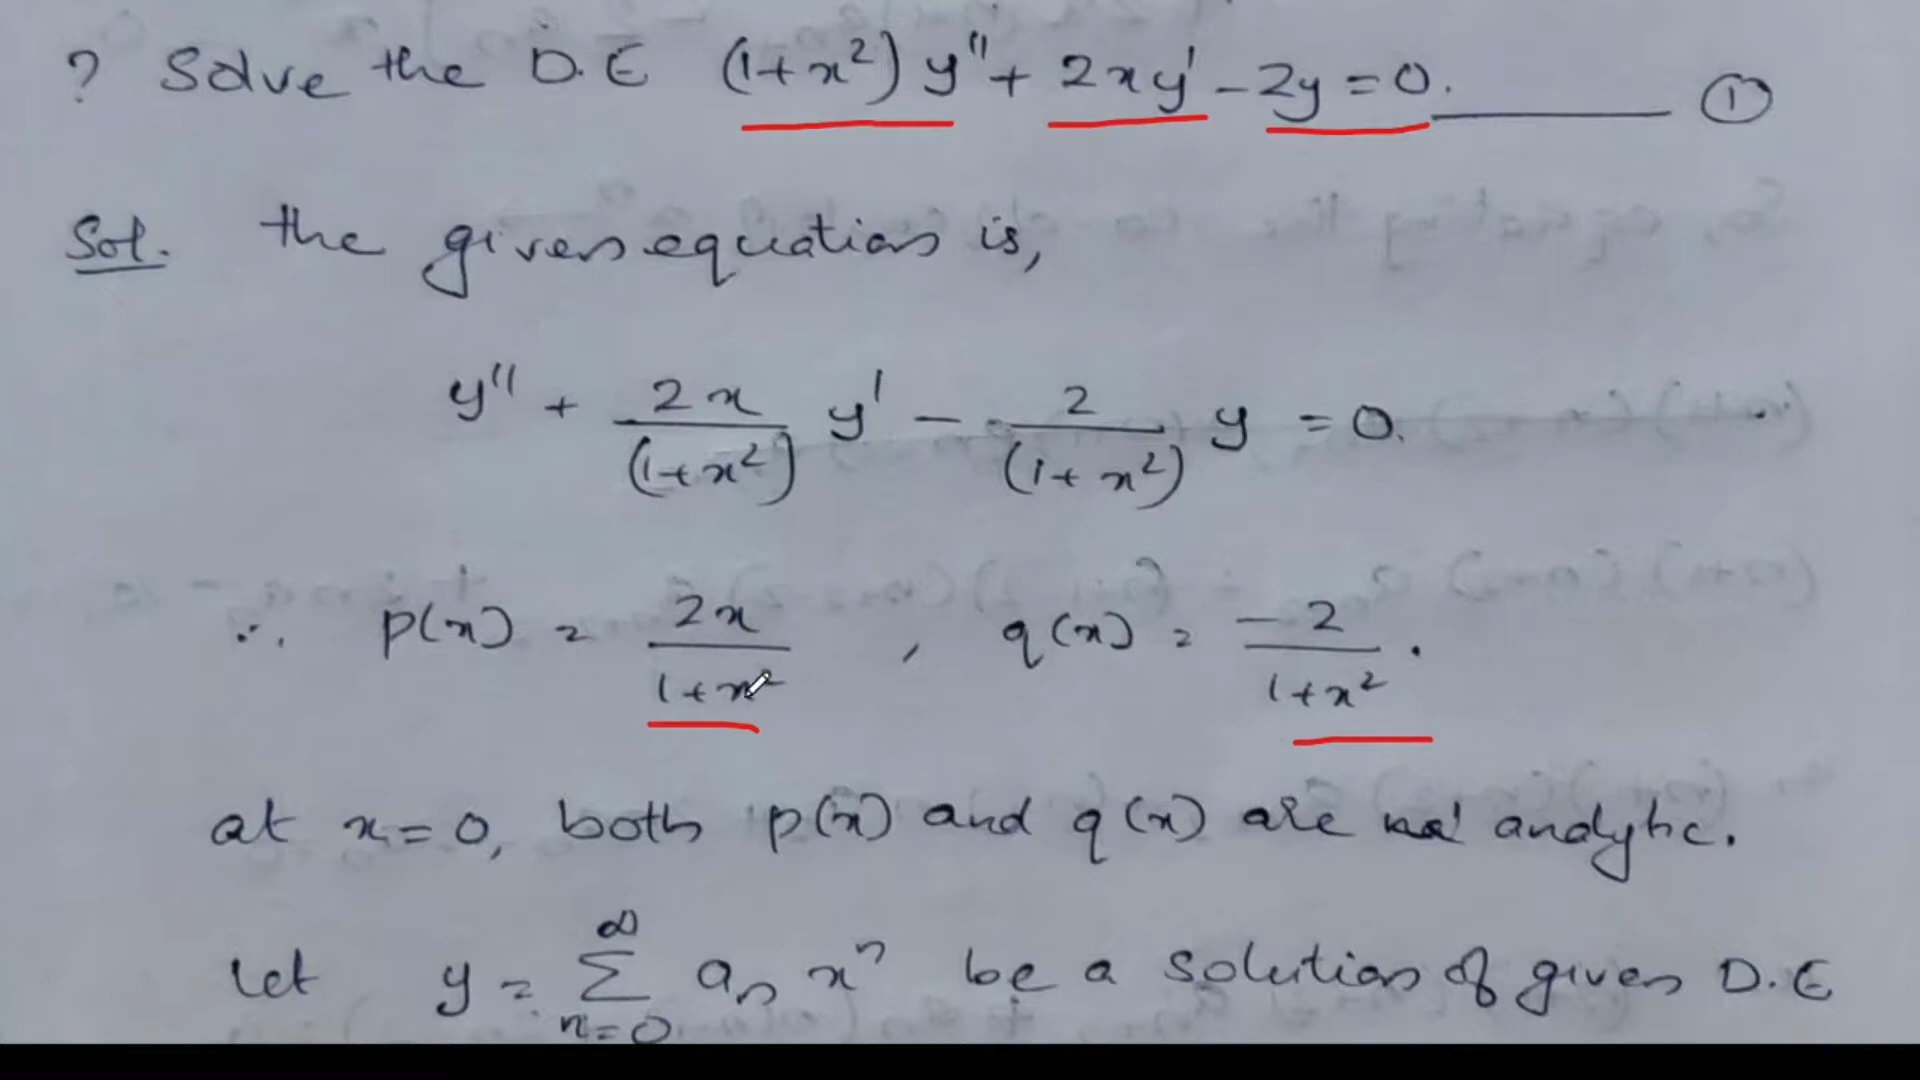 ? Solve the D.E (1+x²) y'' + 2xy' - 2y = 0. ①
Sol. the given equation is,
y'' + 2x/(1+x²) y' - 2/(1+x²) y = 0.
∴ p(x) = 2x/1+x² , q(x) = -2/1+x² .
at x=0, both p(x) and q(x) are analytic.
Let y = ∞∑n=0 aₙ xⁿ be a solution of given D.E